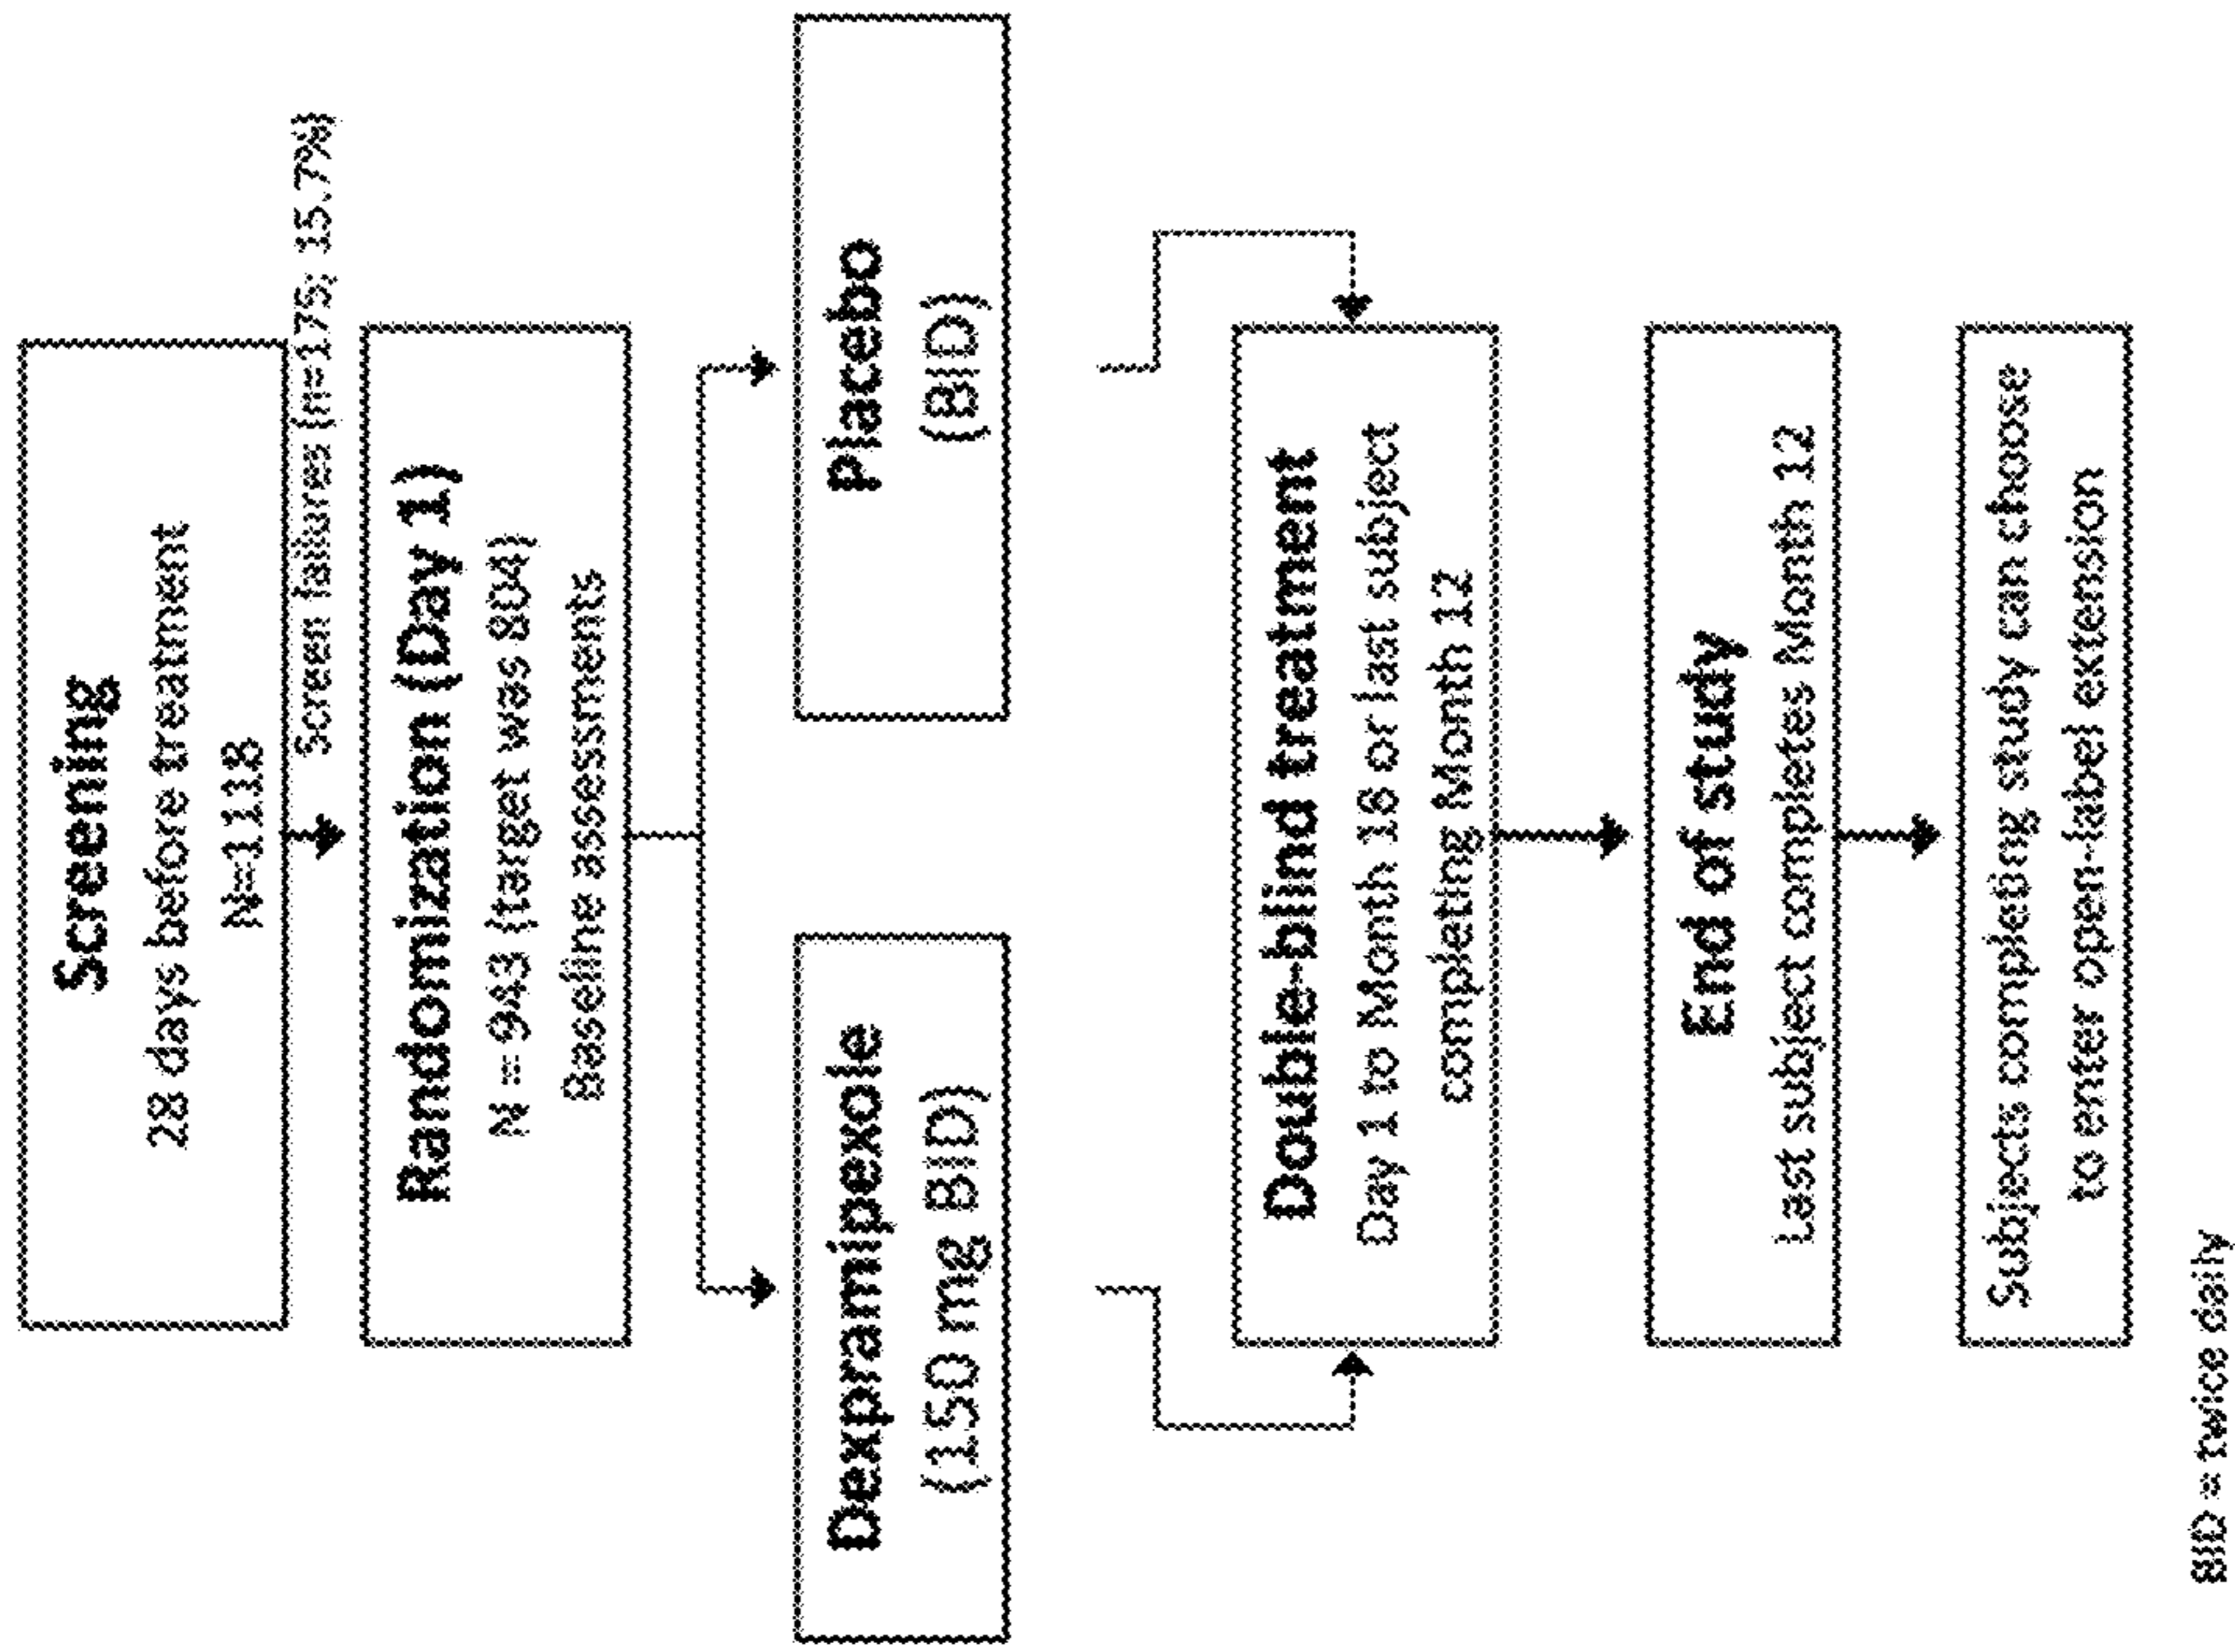 Screening
28 days before treatment
N=1118
Screen failures (n=175; 15.7%)
Randomization (Day 1)
N = 943 (target was 804)
Baseline assessments
Dexpramipexole
(150 mg BID)
Placebo
(BID)
Double-blind treatment
Day 1 to Month 18 or last subject
completing Month 12
End of study
Last subject completes Month 12
Subjects completing study can choose
to enter open-label extension
BID = twice daily